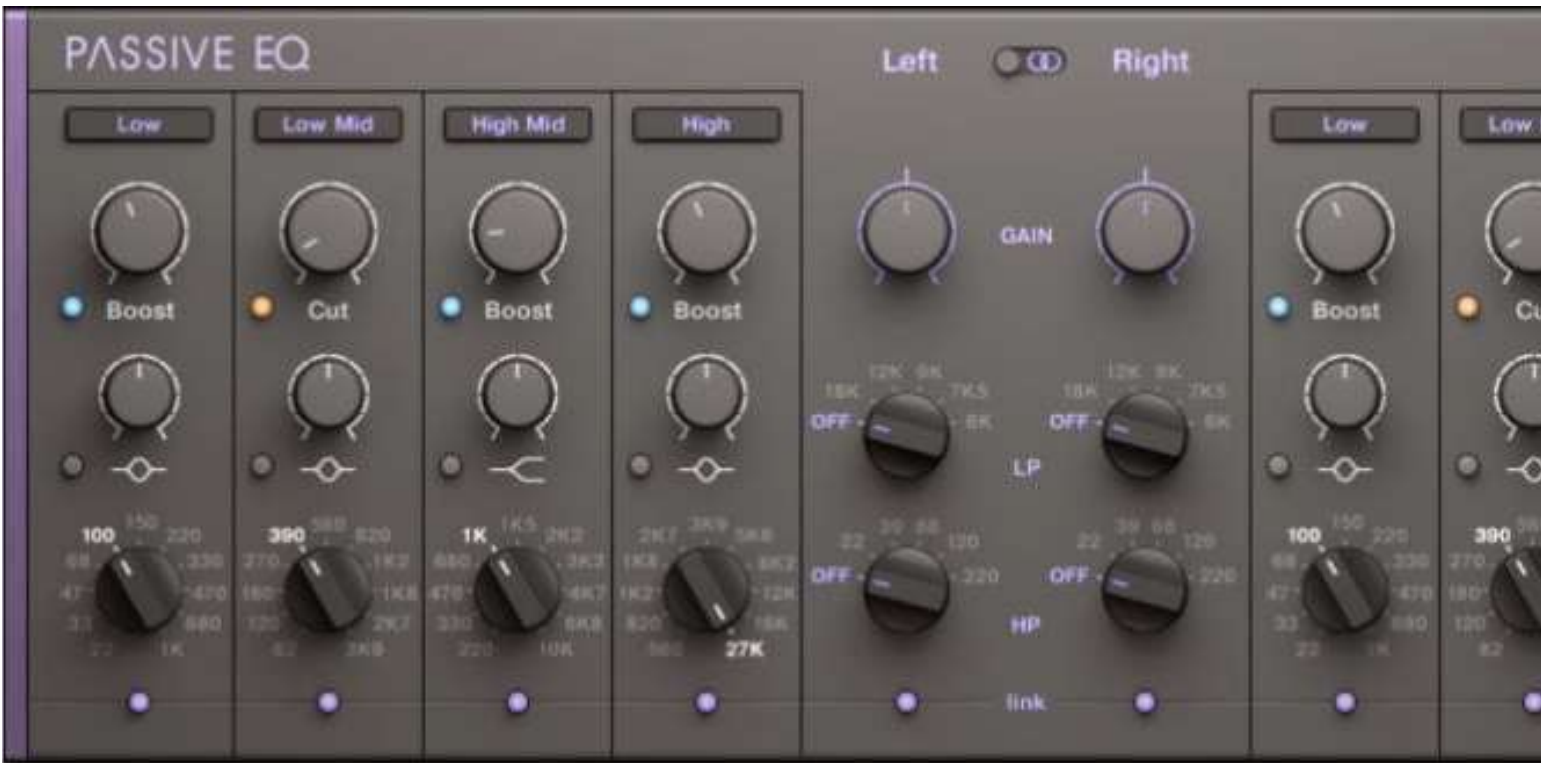 PASSIVE EQ
Left Right
Low Low Mid High Mid High Low Low
GAIN
Boost Cut Boost Boost Boost
12K 9K 12K 9K
18K 7K5 18K 7K5
OFF 6K OFF 6K
LP
100 150 220 390 560 820 1K 1K5 2K2 2K7 3K9 5K6 39 68 39 68 100 150 220 390
22 120 22 120
68 330 270 1K2 680 3K3 1K8 8K2 68 330 270
OFF 220 OFF 220
47 470 180 1K8 470 4K7 1K2 12K 47 470 180
33 680 120 2K7 330 6K8 820 16K HP 33 680 120
22 1K 82 3K9 220 10K 560 27K 22 1K 82
link